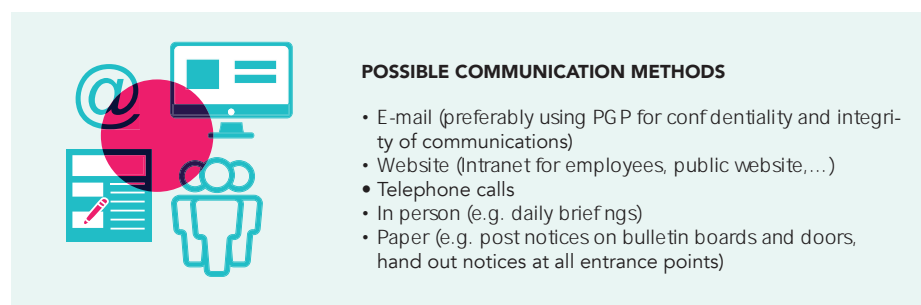 @
POSSIBLE COMMUNICATION METHODS
• E-mail (preferably using PGP for conf dentiality and integri-
ty of communications)
• Website (Intranet for employees, public website,...)
• Telephone calls
• In person (e.g. daily brief ngs)
• Paper (e.g. post notices on bulletin boards and doors,
hand out notices at all entrance points)